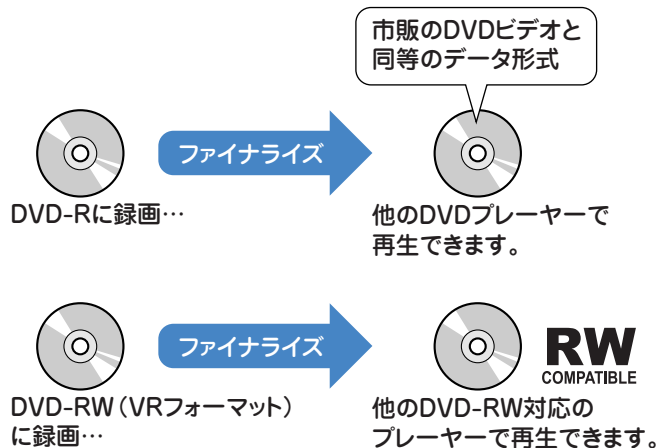 市販のDVDビデオと
同等のデータ形式
ファイナライズ
DVD-Rに録画…
他のDVDプレーヤーで
再生できます。
ファイナライズ
RW
COMPATIBLE
DVD-RW（VRフォーマット）
に録画…
他のDVD-RW対応の
プレーヤーで再生できます。